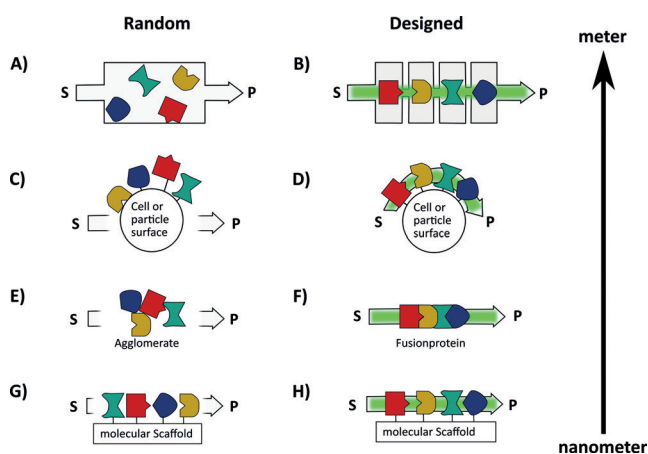 Random
Designed
meter
A)
S
P
B)
S
P
C)
Cell or
particle
surface
S
P
D)
Cell or
particle
surface
S
P
E)
S
P
Agglomerate
F)
S
P
Fusionprotein
G)
S
P
molecular Scaffold
H)
S
P
molecular Scaffold
nanometer